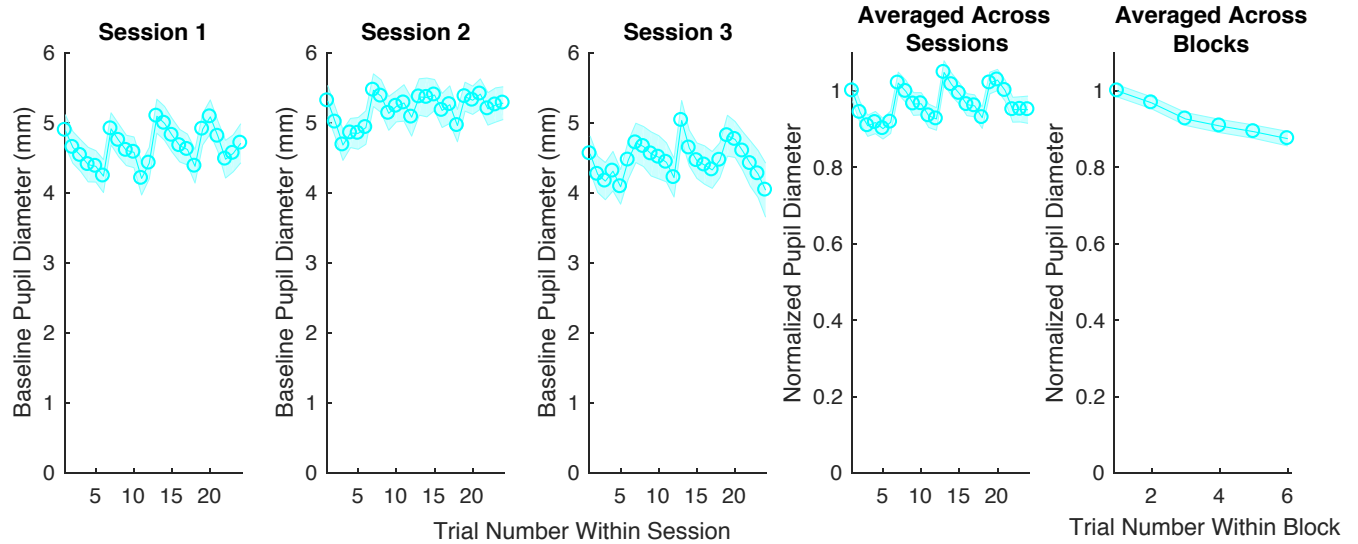 Session 1
Session 2
Session 3
Averaged Across
Sessions
Averaged Across
Blocks
Baseline Pupil Diameter (mm)
6
5
4
3
2
1
0
5 10 15 20
Baseline Pupil Diameter (mm)
6
5
4
3
2
1
0
5 10 15 20
Baseline Pupil Diameter (mm)
6
5
4
3
2
1
0
5 10 15 20
Normalized Pupil Diameter
1
0.8
0.6
0.4
0.2
0
5 10 15 20
Normalized Pupil Diameter
1
0.8
0.6
0.4
0.2
0
2 4 6
Trial Number Within Session
Trial Number Within Block